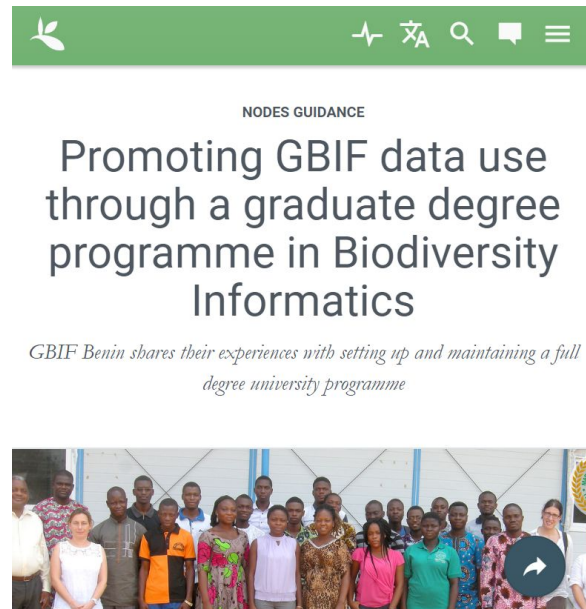 NODES GUIDANCE
Promoting GBIF data use
through a graduate degree
programme in Biodiversity
Informatics
GBIF Benin shares their experiences with setting up and maintaining a full
degree university programme